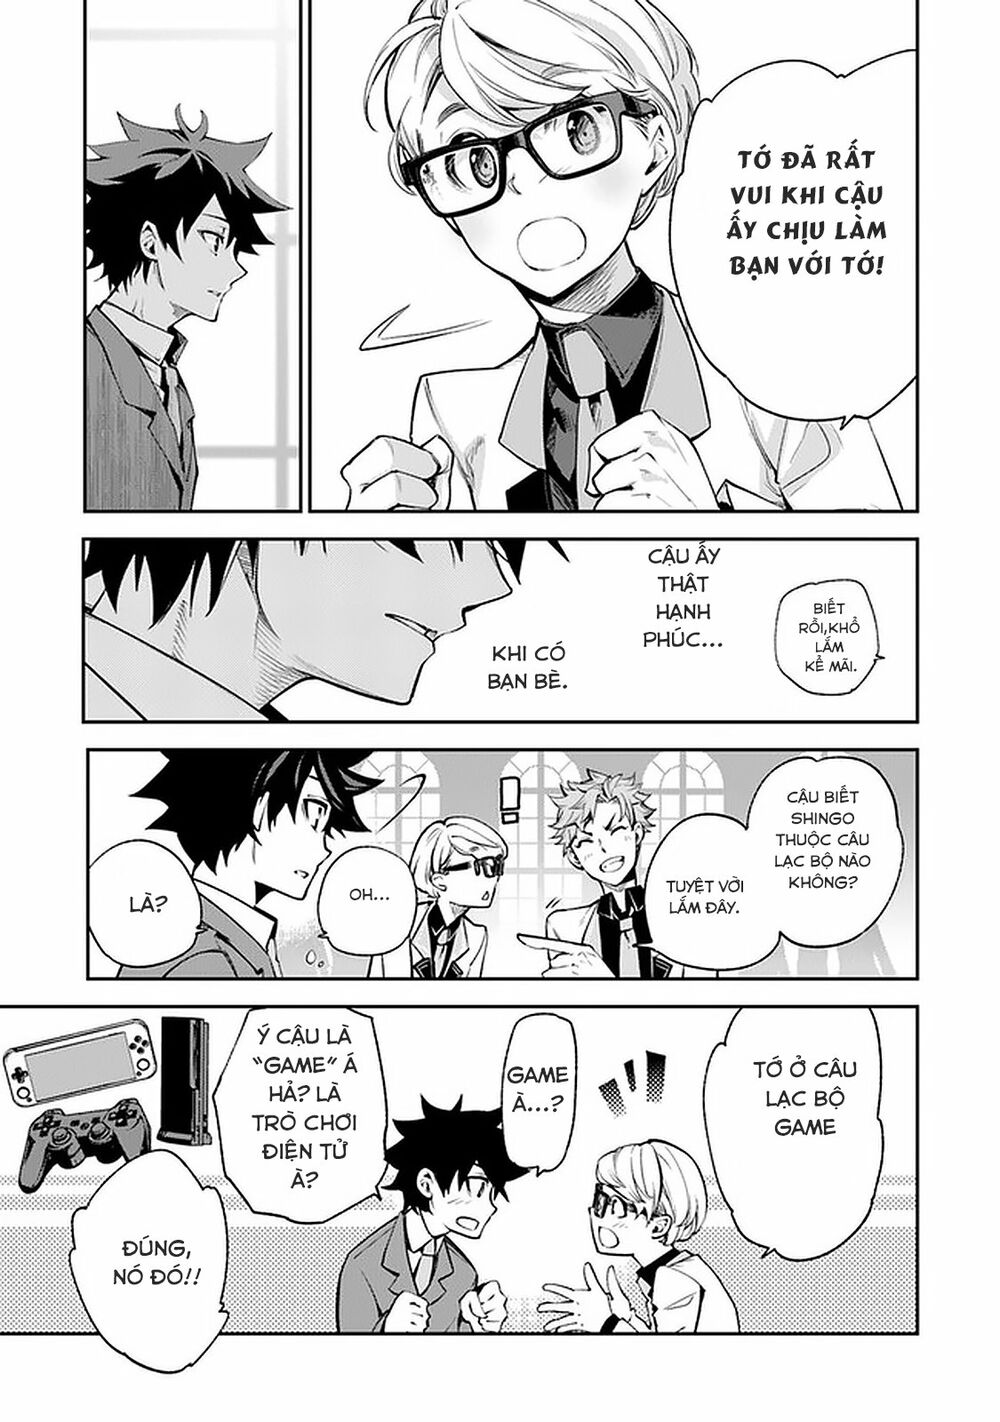 TỚ ĐÃ RẤT
VUI KHI CẬU
ẤY CHỊU LÀM
BẠN VỚI TỚ!
BIẾT
RỒI,KHỔ
LẮM
KỂ MÃI.
CẬU ẤY
THẬT
HẠNH
PHÚC...
KHI CÓ
BẠN BÈ.
CẬU BIẾT
SHINGO
THUỘC CÂU
LẠC BỘ NÀO
KHÔNG?
TUYỆT VỜI
LẮM ĐẤY.
!
OH...
LÀ?
TỚ Ở CÂU
LẠC BỘ
GAME
GAME
À...?
Ý CẬU LÀ
“GAME” Á
HẢ? LÀ
TRÒ CHƠI
ĐIỆN TỬ
À?
ĐÚNG,
NÓ ĐÓ!!